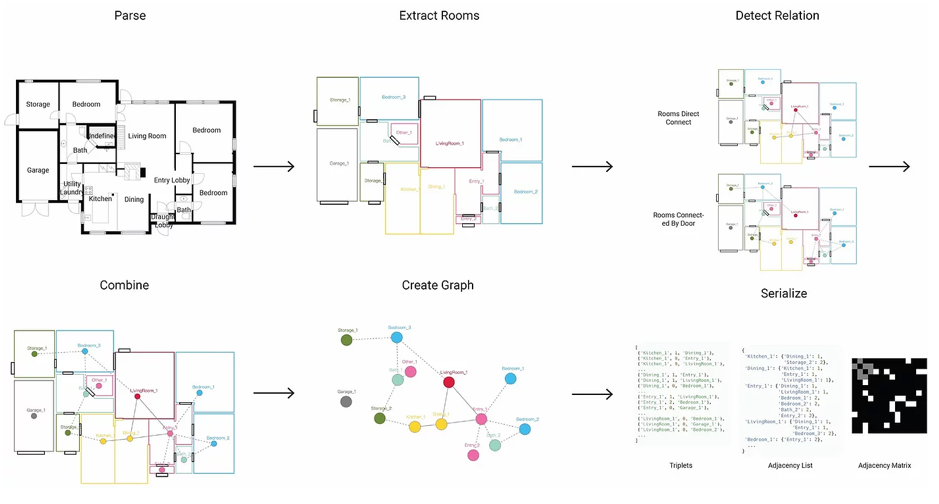 Parse
Extract Rooms
Detect Relation
Storage
Bedroom
Undefined
Living Room
Bedroom
Bath
Garage
Utility
Laundry
Kitchen
Dining
Entry Lobby
Bedroom
Bath
Draught
Lobby
Storage_1
Bedroom_3
Other_1
LivingRoom_1
Bedroom_1
Garage_1
Storage_
Kitchen_1
Dining_1
Entry_1
Bedroom_2
Entry_2
Rooms Direct
Connect
Rooms Connect-
ed By Door
Combine
Create Graph
Serialize
Storage_1
Bedroom_3
Other_1
LivingRoom_1
Bedroom_1
Garage_1
Storage_
Kitchen_1
Dining_1
Entry_1
Bedroom_2
Storage_1
Bedroom_3
Other_1
LivingRoom_1
Bedroom_1
Garage_1
Storage_2
Kitchen_1
Entry_1
Bedroom_2
Entry_2
[
('Kitchen_1', 1, 'Dining_1'),
('Kitchen_1', 0, 'Entry_1'),
('Kitchen_1', 0, 'LivingRoom_1'),
...
('Dining_1', 1, 'Entry_1'),
('Dining_1', 1, 'LivingRoom_1'),
('Dining_1', 0, 'Bedroom_1'),
...
('Entry_1', 1, 'LivingRoom_1'),
('Entry_1', 2, 'Bedroom_1'),
('Entry_1', 0, 'Garage_1'),
...
('LivingRoom_1', 0, 'Bedroom_1'),
('LivingRoom_1', 0, 'Garage_1'),
('LivingRoom_1', 0, 'Bedroom_2'),
...
]
{
'Kitchen_1': {'Dining_1': 1,
'Storage_2': 2},
'Dining_1': {'Kitchen_1': 1,
'Entry_1': 1,
'LivingRoom_1': 1},
'Entry_1': {'Dining_1': 1,
'LivingRoom_1': 1,
'Bedroom_1': 2,
'Bedroom_2': 2,
'Bath_2': 2,
'Entry_2': 2},
'LivingRoom_1': {'Dining_1': 1,
'Entry_1': 1,
'Bedroom_3': 2},
'Bedroom_1': {'Entry_1': 2},
...
}
Triplets
Adjacency List
Adjacency Matrix